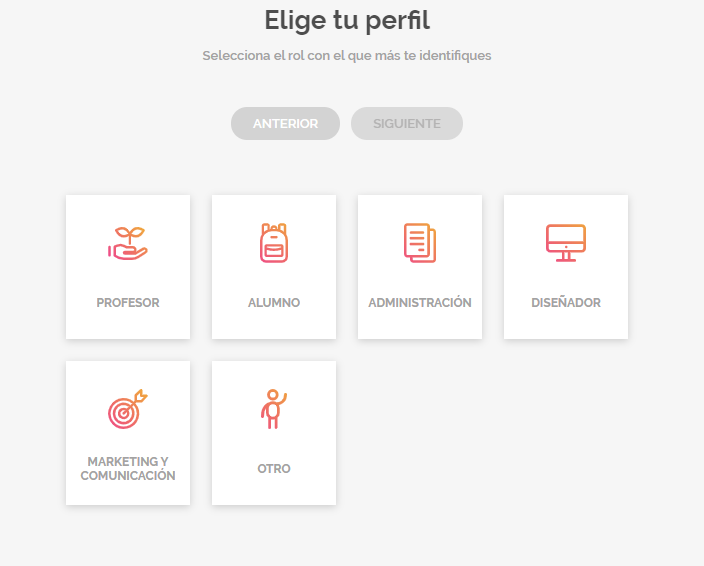 Elige tu perfil
Selecciona el rol con el que más te identifiques
ANTERIOR
SIGUIENTE
PROFESOR
ALUMNO
ADMINISTRACIÓN
DISEÑADOR
MARKETING Y
COMUNICACIÓN
OTRO